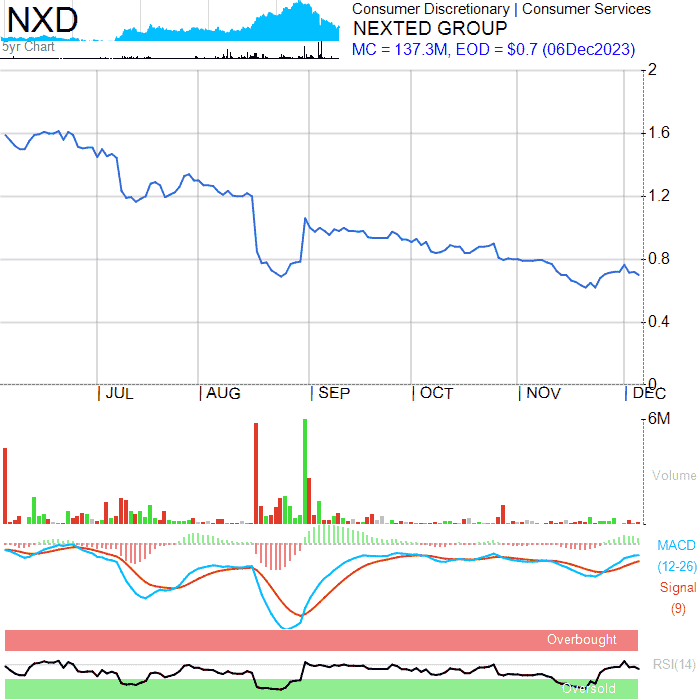 NXD
5yr Chart
Consumer Discretionary | Consumer Services
NEXTED GROUP
MC = 137.3M, EOD = $0.7 (06Dec2023)
2
1.6
1.2
0.8
0.4
0
| JUL
| AUG
| SEP
| OCT
| NOV
| DEC
6M
Volume
MACD
(12-26)
Signal
(9)
Overbought
RSI(14)
Oversold